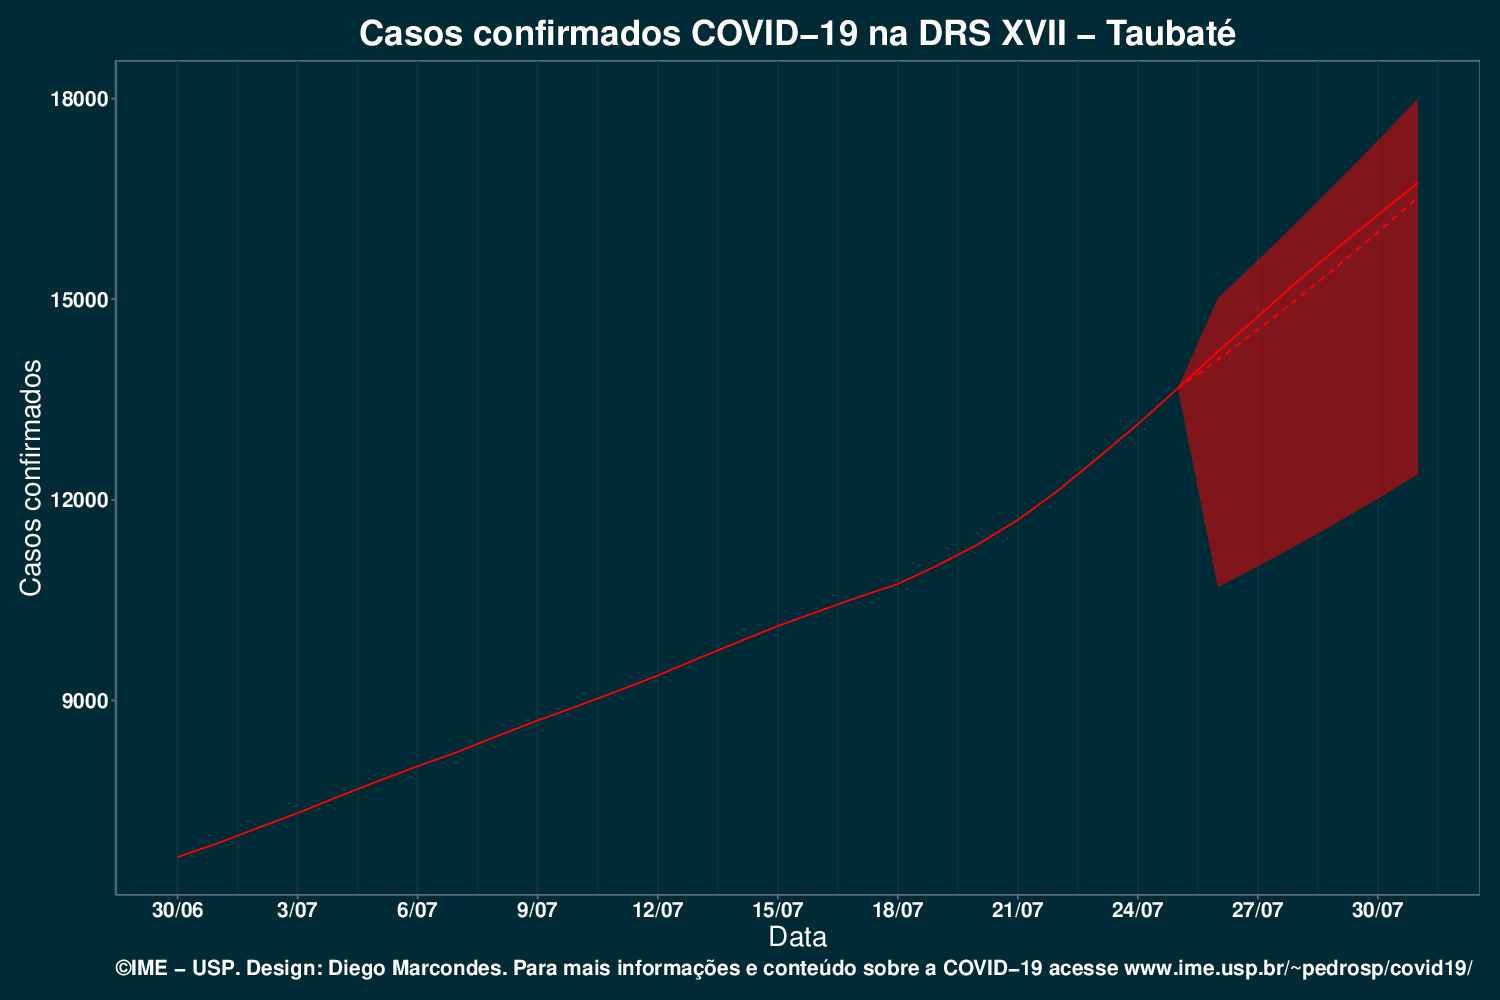 Casos confirmados COVID−19 na DRS XVII − Taubaté
18000
15000
12000
9000
Casos confirmados
30/06 3/07 6/07 9/07 12/07 15/07 18/07 21/07 24/07 27/07 30/07
Data
©IME − USP. Design: Diego Marcondes. Para mais informações e conteúdo sobre a COVID−19 acesse www.ime.usp.br/~pedrosp/covid19/